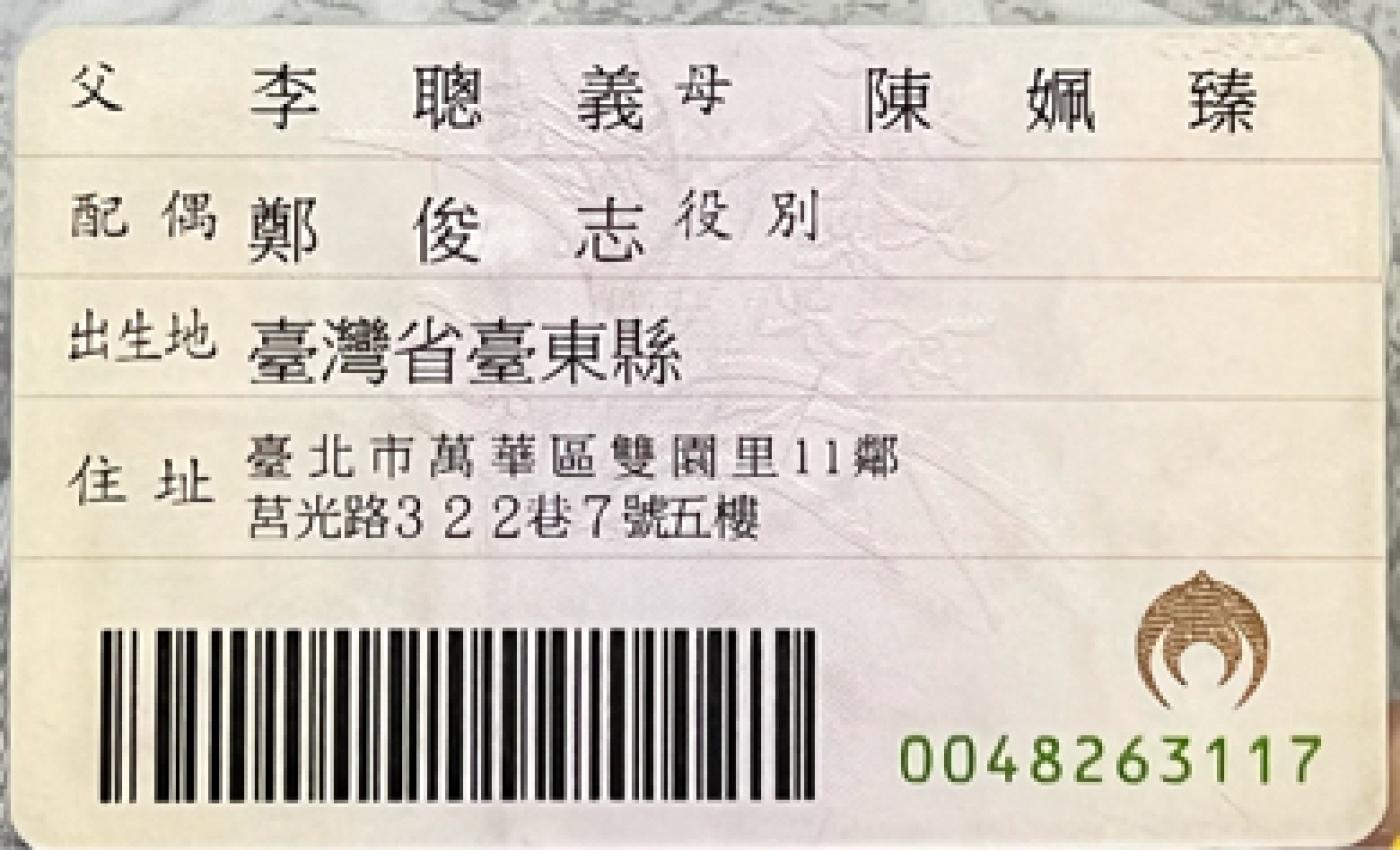 父 李聰義 母 陳姵臻
配偶 鄭俊志 役別
出生地 臺灣省臺東縣
住址 臺北市萬華區雙園里11鄰
莒光路322巷7號五樓
0048263117